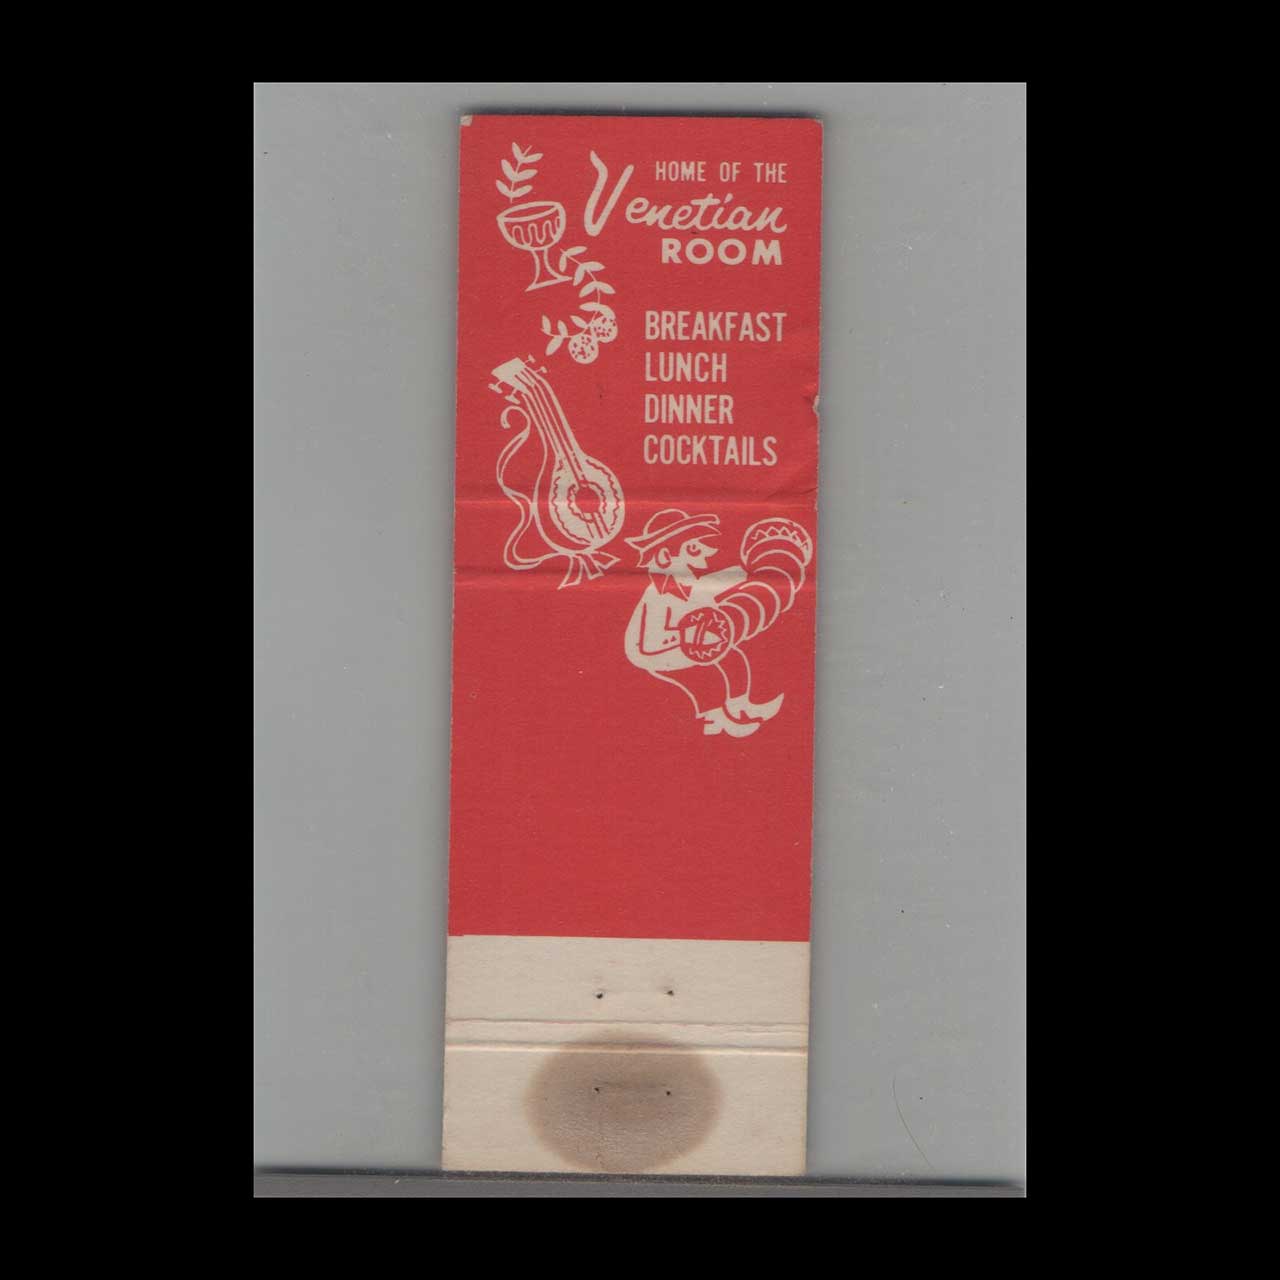 HOME OF THE
Venetian
ROOM
BREAKFAST
LUNCH
DINNER
COCKTAILS